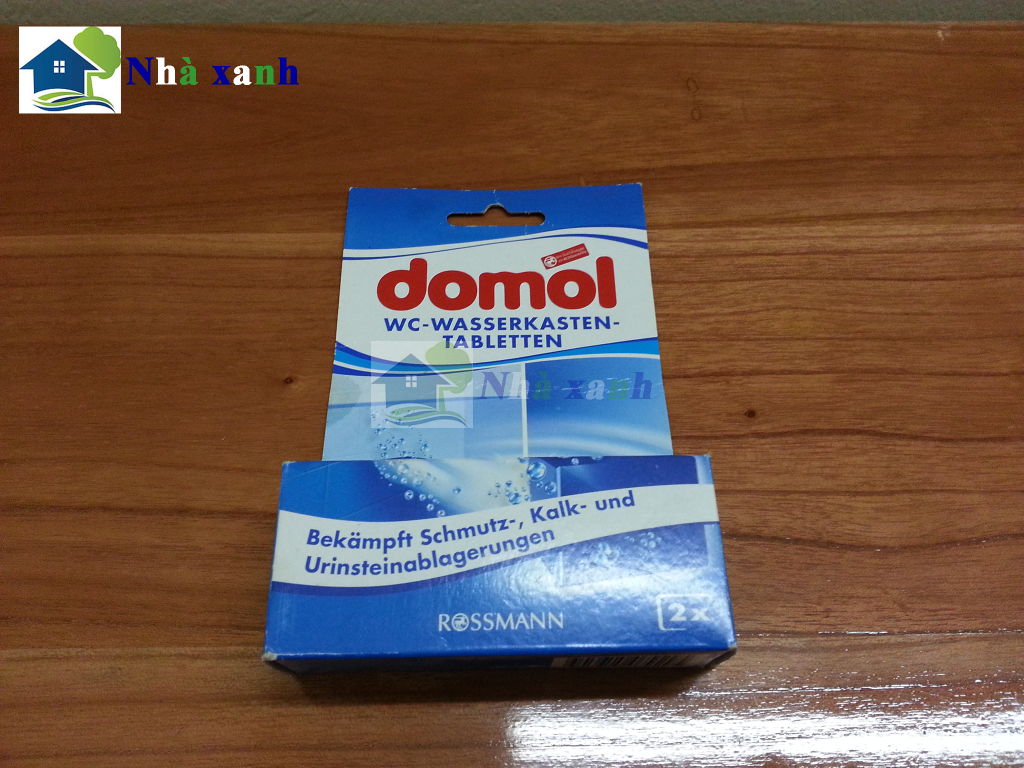 Nhà xanh
domol
WC-WASSERKASTEN-
TABLETTEN
Nhà xanh
Bekämpft Schmutz-, Kalk- und
Urinsteinablagerungen
ROSSMANN
2x